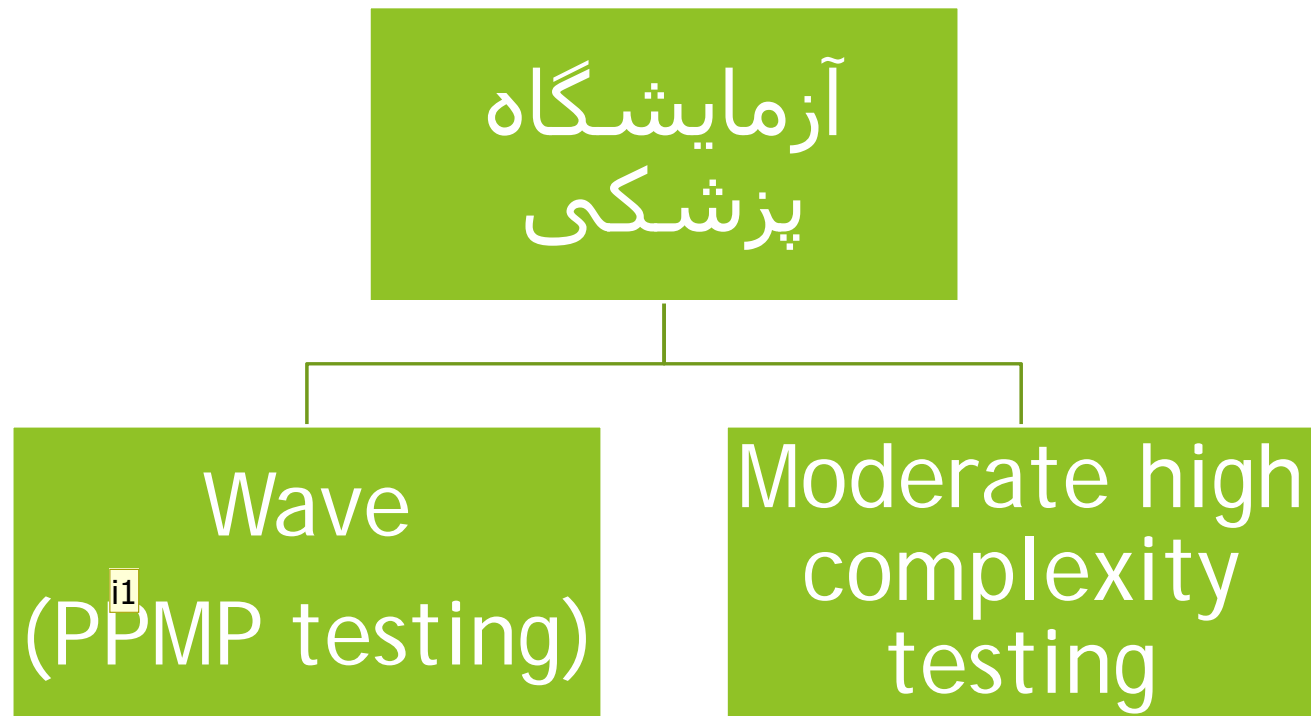 آزمایشگاه
پزشکی
Wave
i1
(PPMP testing)
Moderate high
complexity
testing